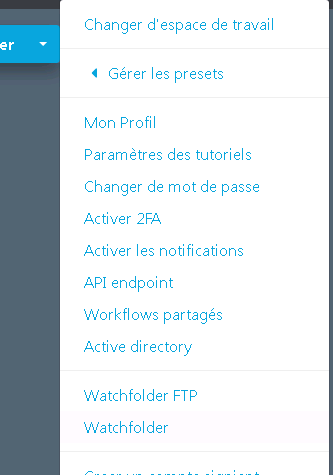 er
Changer d'espace de travail
Gérer les presets
Mon Profil
Paramètres des tutoriels
Changer de mot de passe
Activer 2FA
Activer les notifications
API endpoint
Workflows partagés
Active directory
Watchfolder FTP
Watchfolder